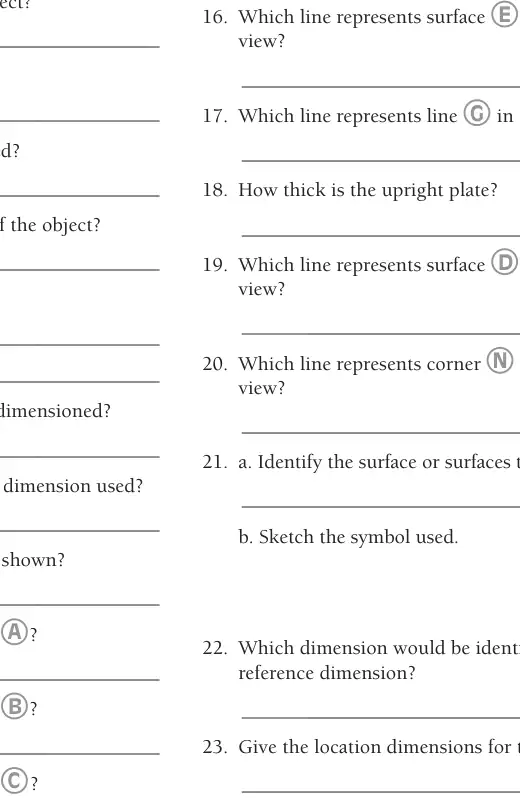 ect?
ed?
f the object?
dimensioned?
dimension used?
shown?
Ⓐ?
Ⓑ?
Ⓒ?
16. Which line represents surface Ⓔ
view?
17. Which line represents line Ⓖ in
18. How thick is the upright plate?
19. Which line represents surface Ⓓ
view?
20. Which line represents corner Ⓝ
view?
21. a. Identify the surface or surfaces t
b. Sketch the symbol used.
22. Which dimension would be identi
reference dimension?
23. Give the location dimensions for t